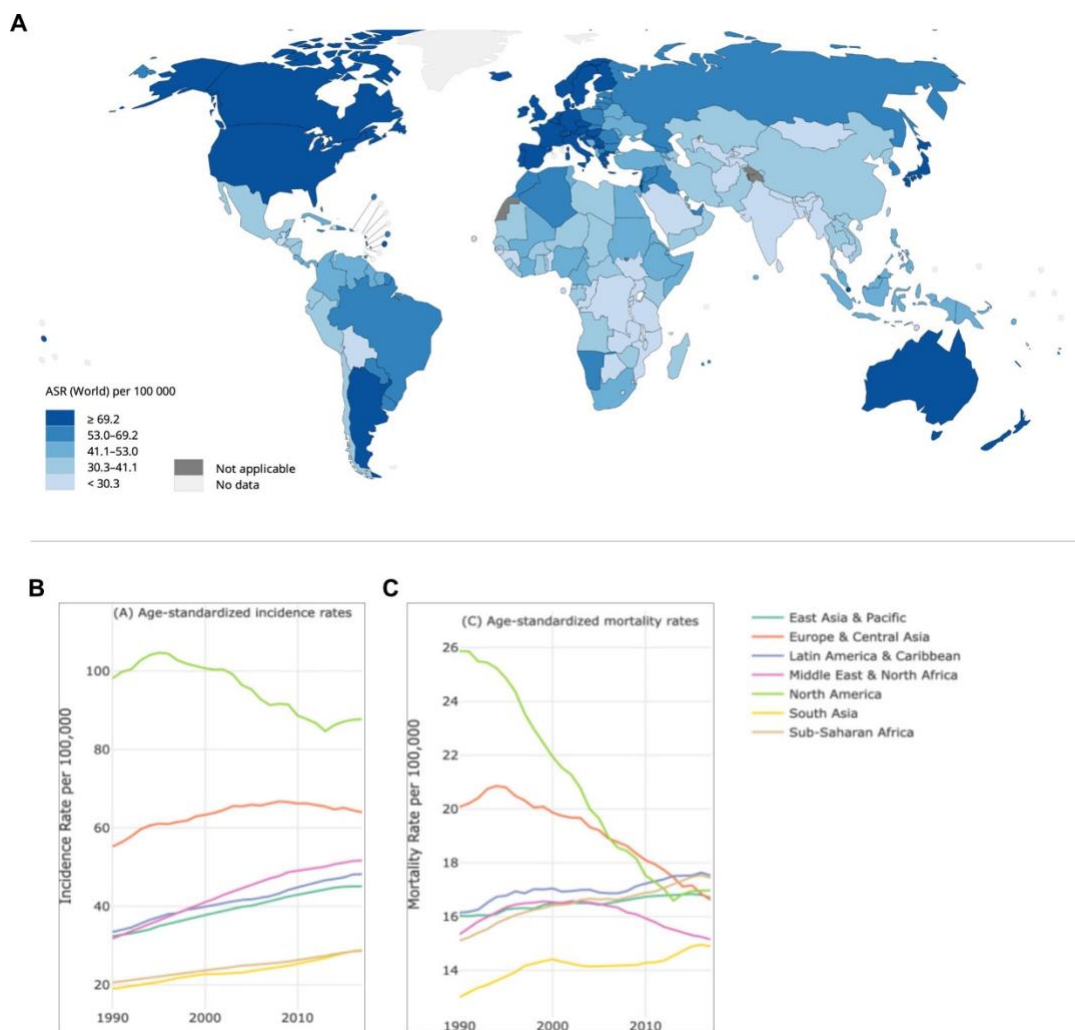 A
ASR (World) per 100 000
≥ 69.2
53.0–69.2
41.1–53.0
30.3–41.1
< 30.3
Not applicable
No data
B
(A) Age-standardized incidence rates
Incidence Rate per 100,000
100
80
60
40
20
1990
2000
2010
C
(C) Age-standardized mortality rates
Mortality Rate per 100,000
26
24
22
20
18
16
14
1990
2000
2010
East Asia & Pacific
Europe & Central Asia
Latin America & Caribbean
Middle East & North Africa
North America
South Asia
Sub-Saharan Africa